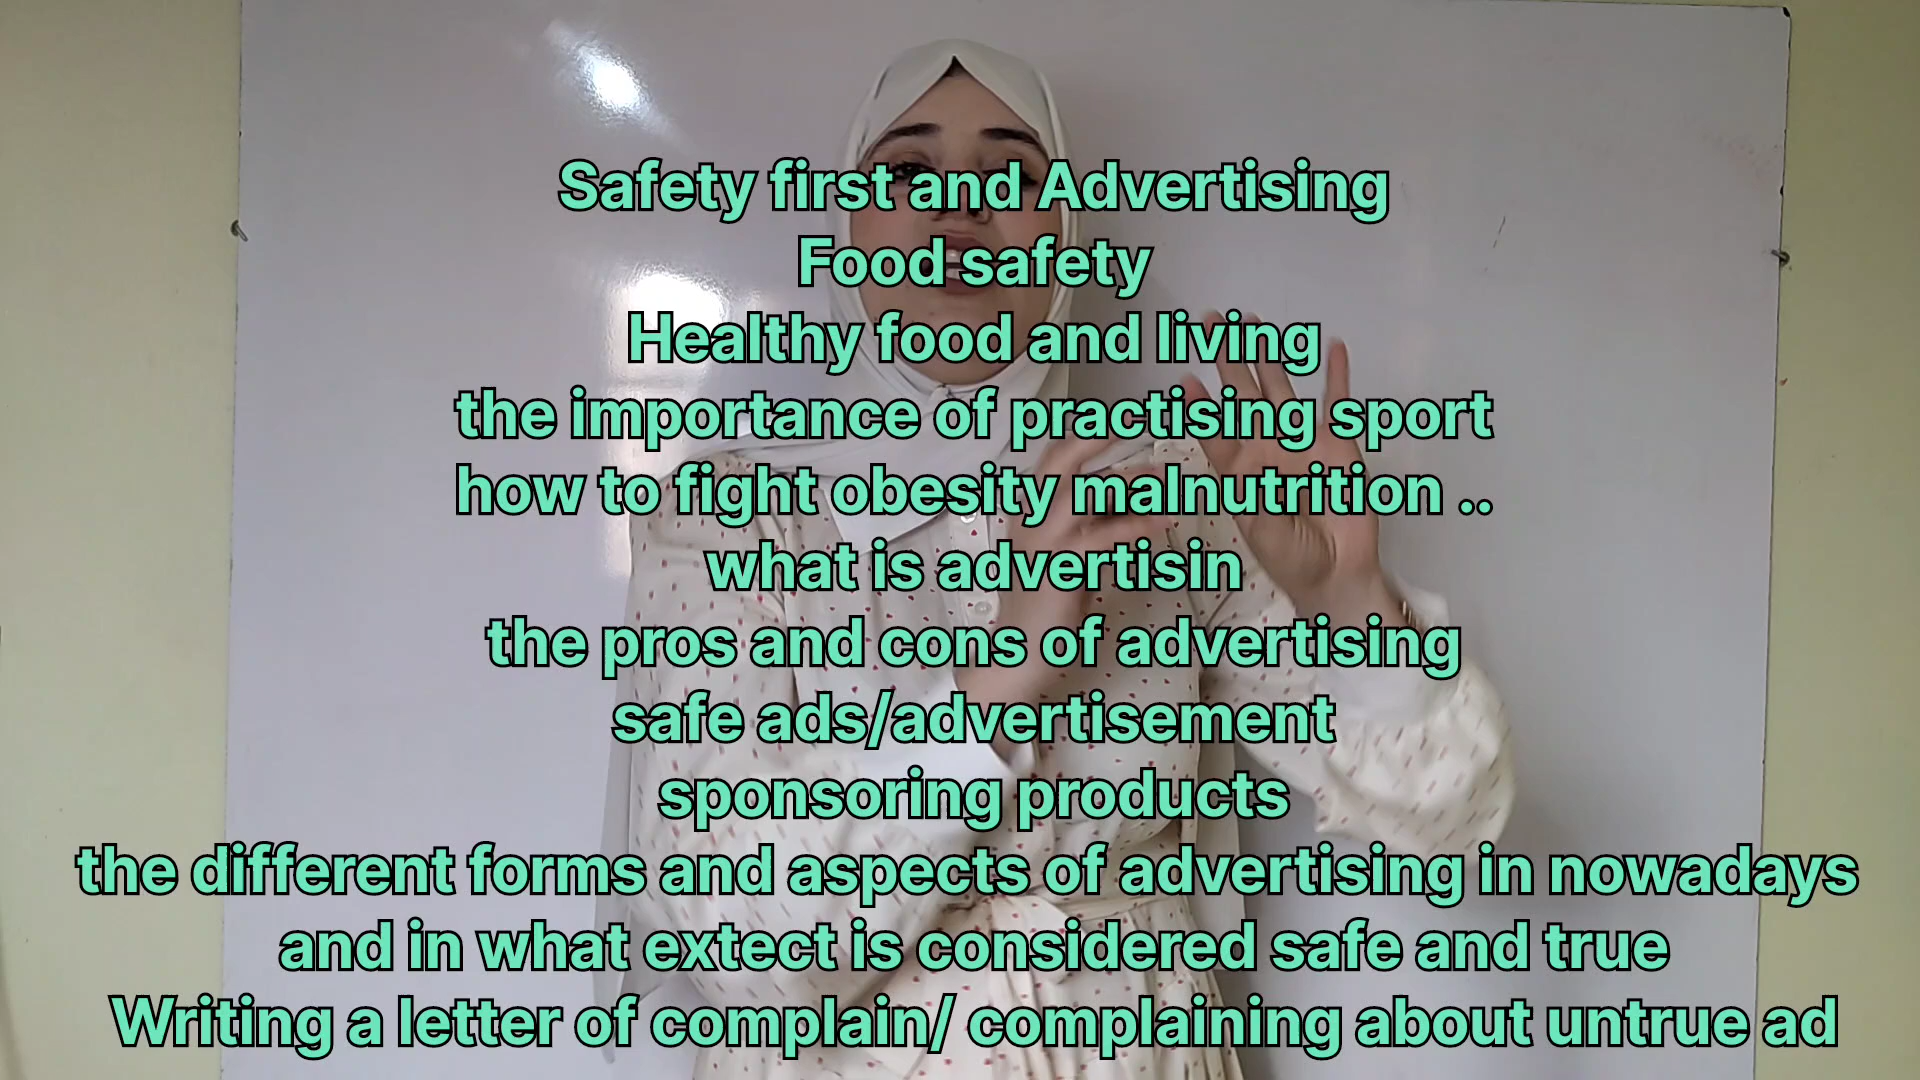 Safety first and Advertising
Food safety
Healthy food and living
the importance of practising sport
how to fight obesity malnutrition ..
what is advertisin
the pros and cons of advertising
safe ads/advertisement
sponsoring products
the different forms and aspects of advertising in nowadays
and in what extect is considered safe and true
Writing a letter of complain/ complaining about untrue ad